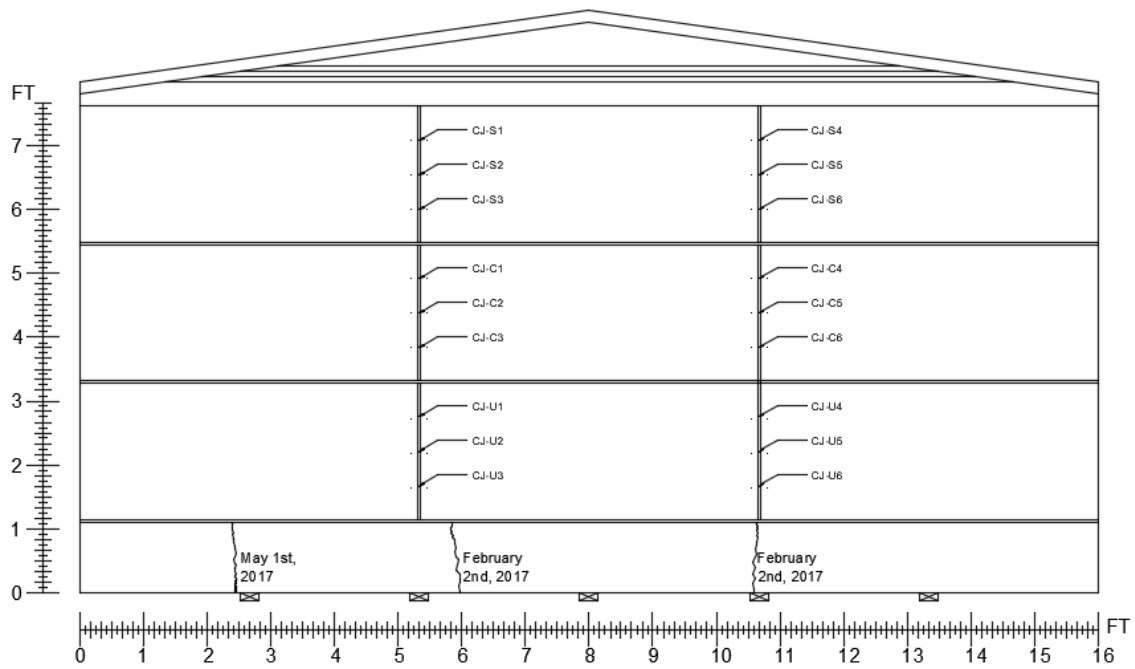 FT
7
CJ-S1
CJ-S4
CJ-S2
CJ-S5
6
CJ-S3
CJ-S6
5
CJ-C1
CJ-C4
CJ-C2
CJ-C5
4
CJ-C3
CJ-C6
3
CJ-U1
CJ-U4
CJ-U2
CJ-U5
2
CJ-U3
CJ-U6
1
May 1st,
2017
February
2nd, 2017
February
2nd, 2017
0
FT
0 1 2 3 4 5 6 7 8 9 10 11 12 13 14 15 16